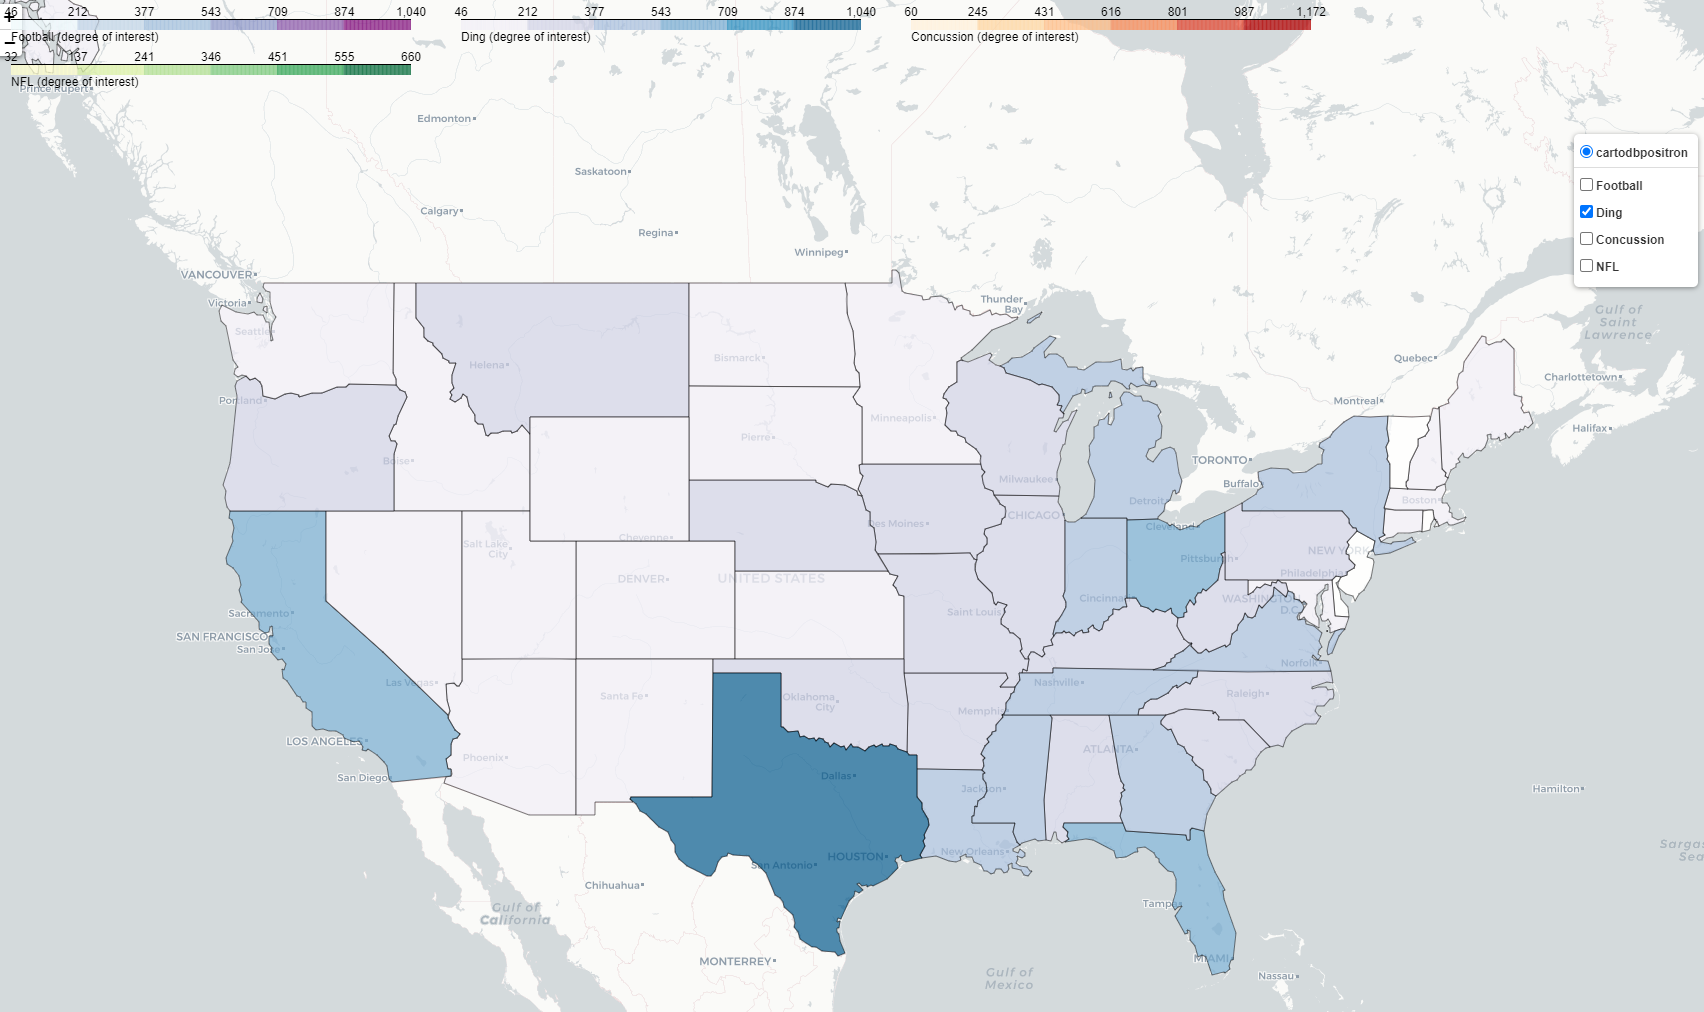 46 212 377 543 709 874 1,040
Football (degree of interest)
46 212 377 543 709 874 1,040
Ding (degree of interest)
60 245 431 616 801 987 1,172
Concussion (degree of interest)
32 137 241 346 451 555 660
NFL (degree of interest)
+
−
cartodbpositron
Football
Ding
Concussion
NFL
Prince Rupert
Edmonton
Saskatoon
Calgary
Regina
Winnipeg
VANCOUVER
Victoria
Thunder
Bay
Gulf of
Saint
Lawrence
Seattle
Quebec
Bismarck
Helena
Charlottetown
Portland
Montreal
Minneapolis
Halifax
Pierre
Boise
TORONTO
Milwaukee
Buffalo
Detroit
Boston
CHICAGO
Des Moines
Cleveland
Cheyenne
Salt Lake
City
NEW YORK
Pittsburgh
Philadelphia
DENVER
UNITED STATES
Cincinnati
WASHINGTON
D.C.
Sacramento
Saint Louis
SAN FRANCISCO
San Jose
Norfolk
Las Vegas
Nashville
Santa Fe
Raleigh
Oklahoma
City
Memphis
LOS ANGELES
ATLANTA
Phoenix
San Diego
Dallas
Jackson
Hamilton
Sargas
Sea
New Orleans
HOUSTON
San Antonio
Chihuahua
Gulf of
California
Tampa
MIAMI
MONTERREY
Gulf of
Mexico
Nassau